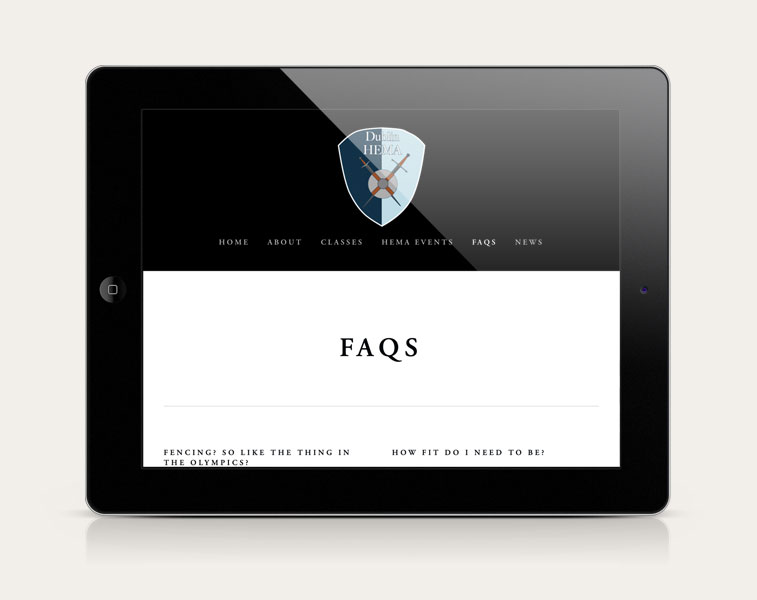 Dublin
HEMA
HOME ABOUT CLASSES HEMA EVENTS FAQS NEWS
FAQS
FENCING? SO LIKE THE THING IN
THE OLYMPICS?
HOW FIT DO I NEED TO BE?